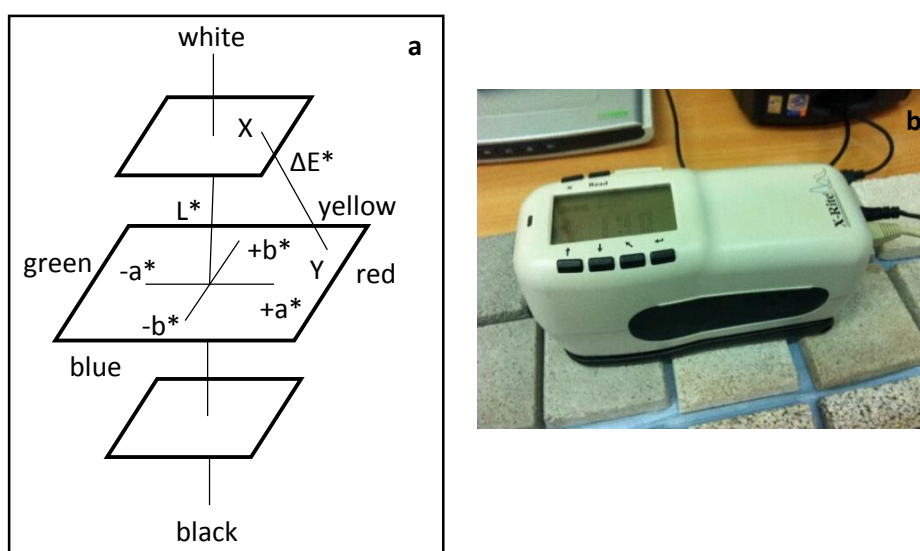 white
a
X
ΔE*
L*
yellow
+b*
green
-a*
Y
red
+a*
-b*
blue
black
b
Read
X-Rite